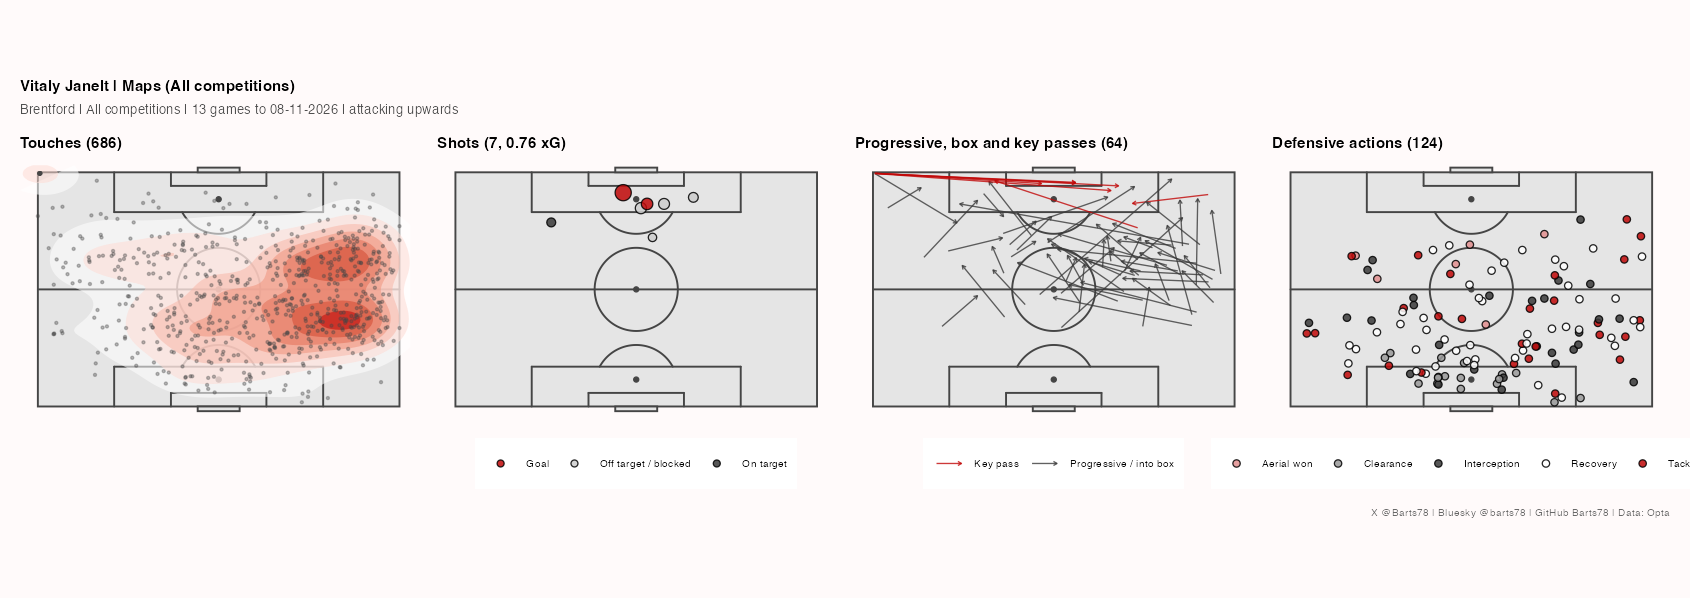 Vitaly Janelt | Maps (All competitions)
Brentford | All competitions | 13 games to 08-11-2026 | attacking upwards
Touches (686)
Shots (7, 0.76 xG)
Progressive, box and key passes (64)
Defensive actions (124)
Goal
Off target / blocked
On target
Key pass
Progressive / into box
Aerial won
Clearance
Interception
Recovery
Tack
X @Barts78 | Bluesky @barts78 | GitHub Barts78 | Data: Opta